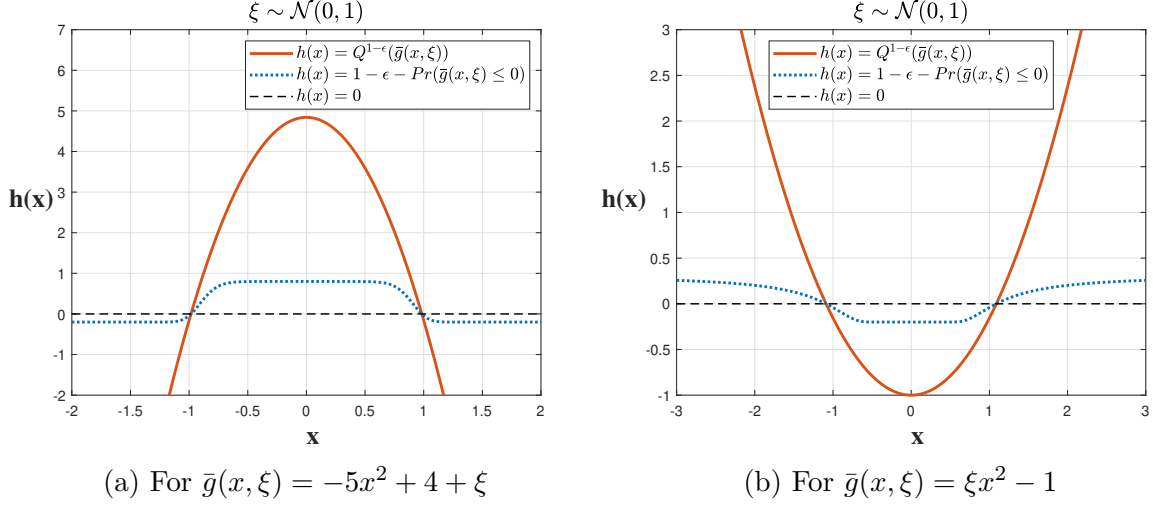 ξ ∼ 𝒩(0, 1)
7
6
5
4
3
2
1
0
-1
-2
h(x)
h(x) = Q^{1−ϵ}(ḡ(x, ξ))
h(x) = 1 − ϵ − Pr(ḡ(x, ξ) ≤ 0)
h(x) = 0
-2 -1.5 -1 -0.5 0 0.5 1 1.5 2
x
(a) For ḡ(x, ξ) = −5x² + 4 + ξ
ξ ∼ 𝒩(0, 1)
3
2.5
2
1.5
1
0.5
0
-0.5
-1
h(x)
h(x) = Q^{1−ϵ}(ḡ(x, ξ))
h(x) = 1 − ϵ − Pr(ḡ(x, ξ) ≤ 0)
h(x) = 0
-3 -2 -1 0 1 2 3
x
(b) For ḡ(x, ξ) = ξx² − 1